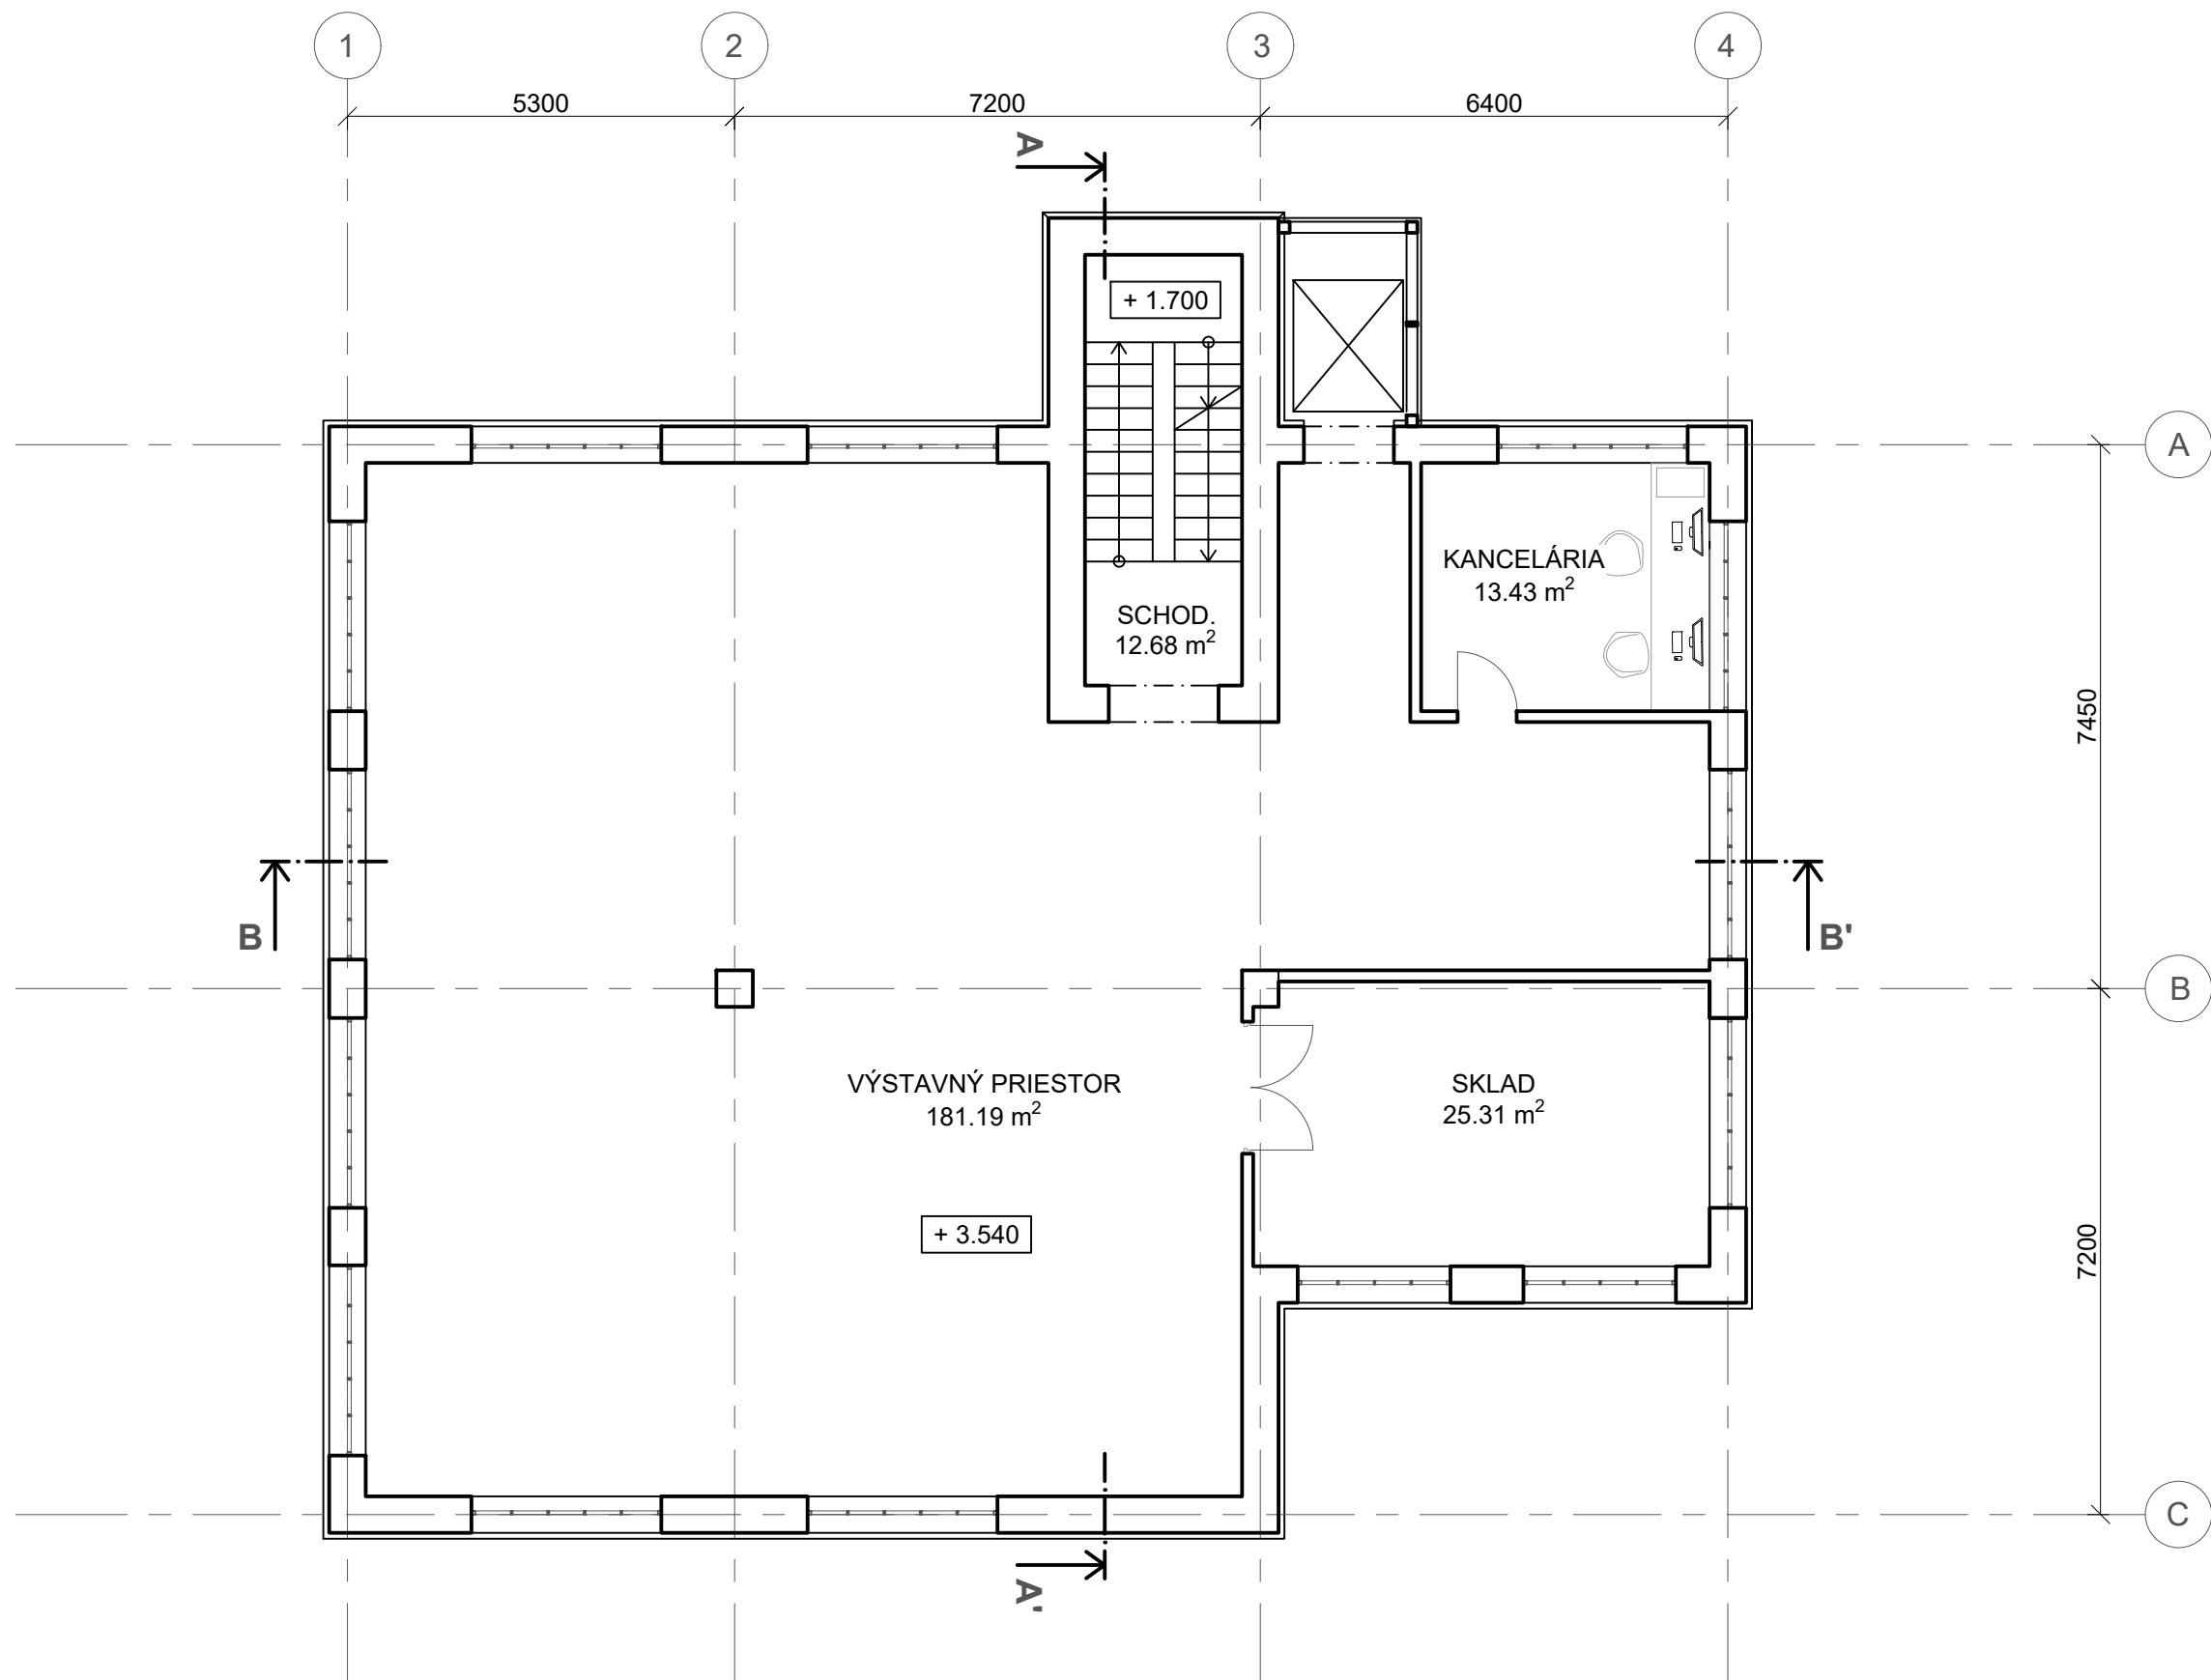 1
2
3
4
5300
7200
6400
A
+ 1.700
A
KANCELÁRIA
13.43 m²
SCHOD.
12.68 m²
7450
B
B'
B
VÝSTAVNÝ PRIESTOR
181.19 m²
SKLAD
25.31 m²
+ 3.540
7200
C
A'